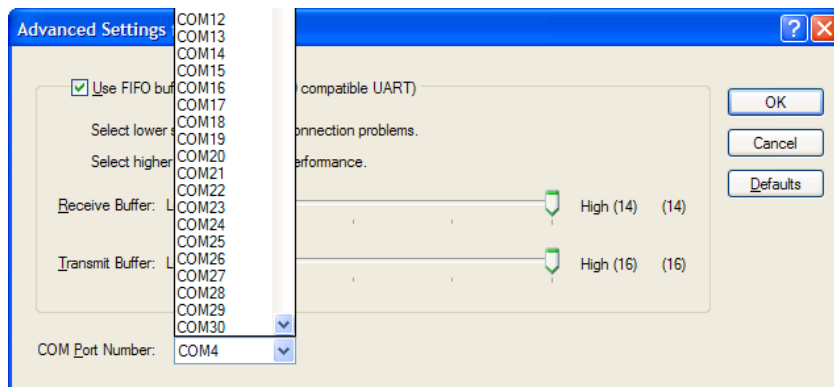 COM12
Advanced Settings
COM13
COM14
COM15
Use FIFO buf
COM16
compatible UART)
COM17
COM18
Select lower s
onnection problems.
COM19
COM20
Select higher
erformance.
COM21
COM22
Receive Buffer: L
COM23
High (14) (14)
COM24
COM25
Transmit Buffer: L
COM26
High (16) (16)
COM27
COM28
COM29
COM30
COM Port Number: COM4
OK
Cancel
Defaults